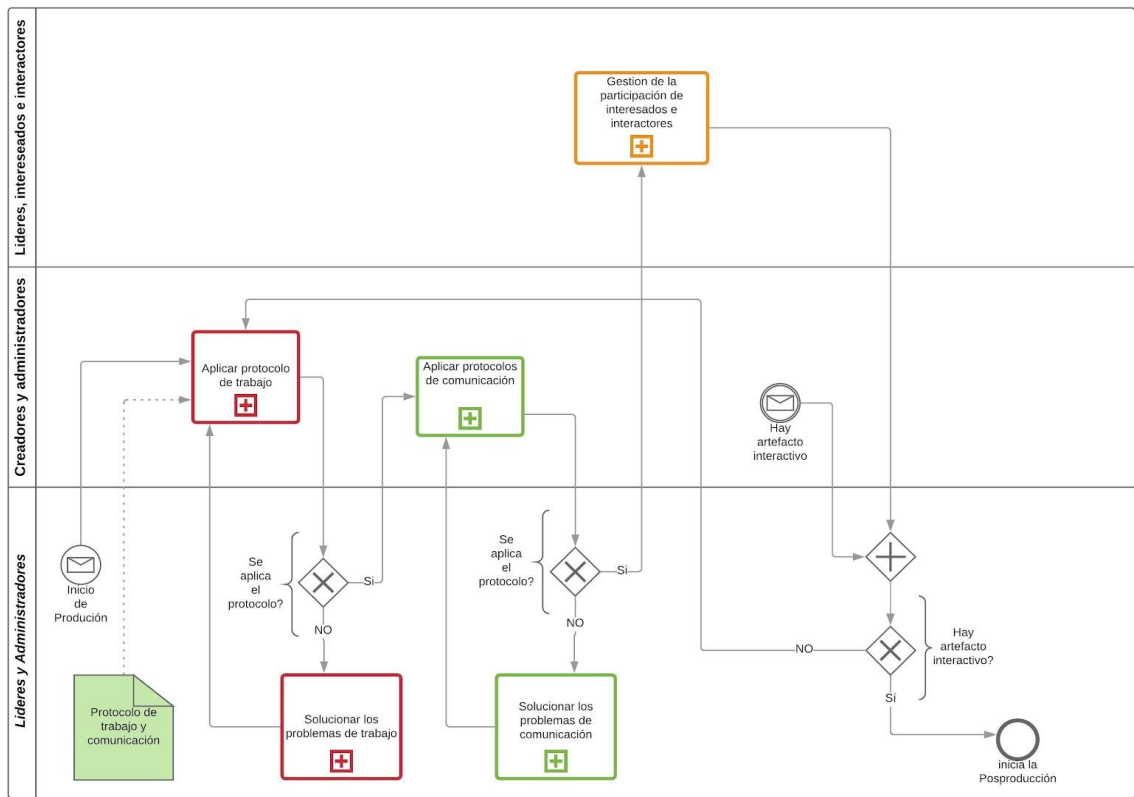 Lideres, intereseados e interactores
Gestion de la
participación de
interesados e
interactores
Creadores y administradores
Aplicar protocolo
de trabajo
Aplicar protocolos
de comunicación
Hay
artefacto
interactivo
Lideres y Administradores
Inicio
de
Produción
Se
aplica
el
protocolo?
Si
NO
Se
aplica
el
protocolo?
Si
NO
Hay
artefacto
interactivo?
NO
Sí
Protocolo de
trabajo y
comunicación
Solucionar los
problemas de trabajo
Solucionar los
problemas de
comunicación
inicia la
Posproducción